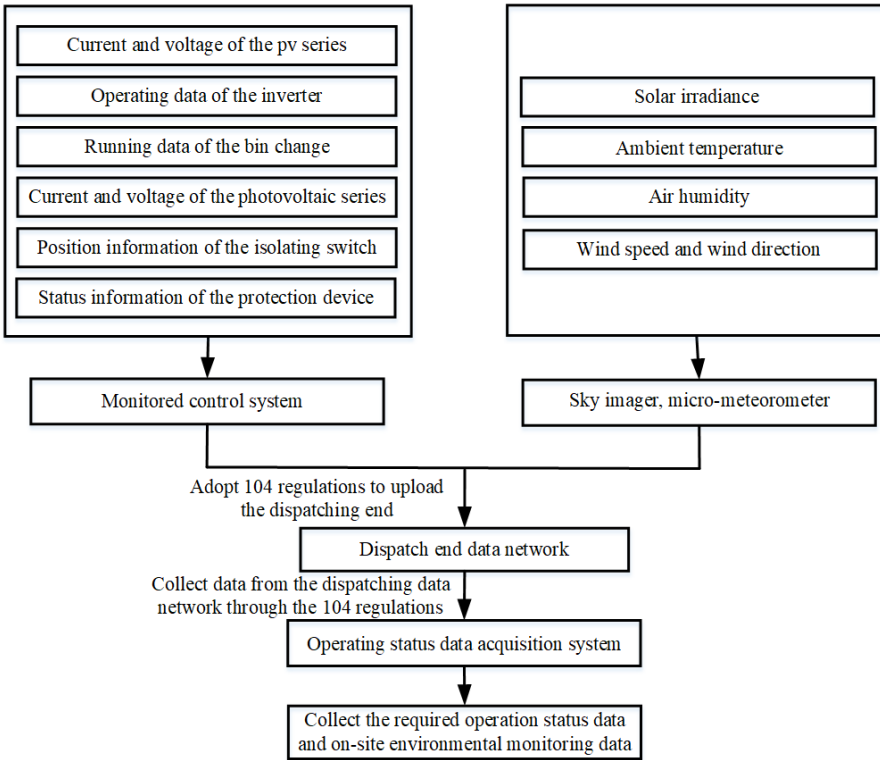 Current and voltage of the pv series
Operating data of the inverter
Running data of the bin change
Current and voltage of the photovoltaic series
Position information of the isolating switch
Status information of the protection device
Solar irradiance
Ambient temperature
Air humidity
Wind speed and wind direction
Monitored control system
Sky imager, micro-meteorometer
Adopt 104 regulations to upload
the dispatching end
Dispatch end data network
Collect data from the dispatching data
network through the 104 regulations
Operating status data acquisition system
Collect the required operation status data
and on-site environmental monitoring data